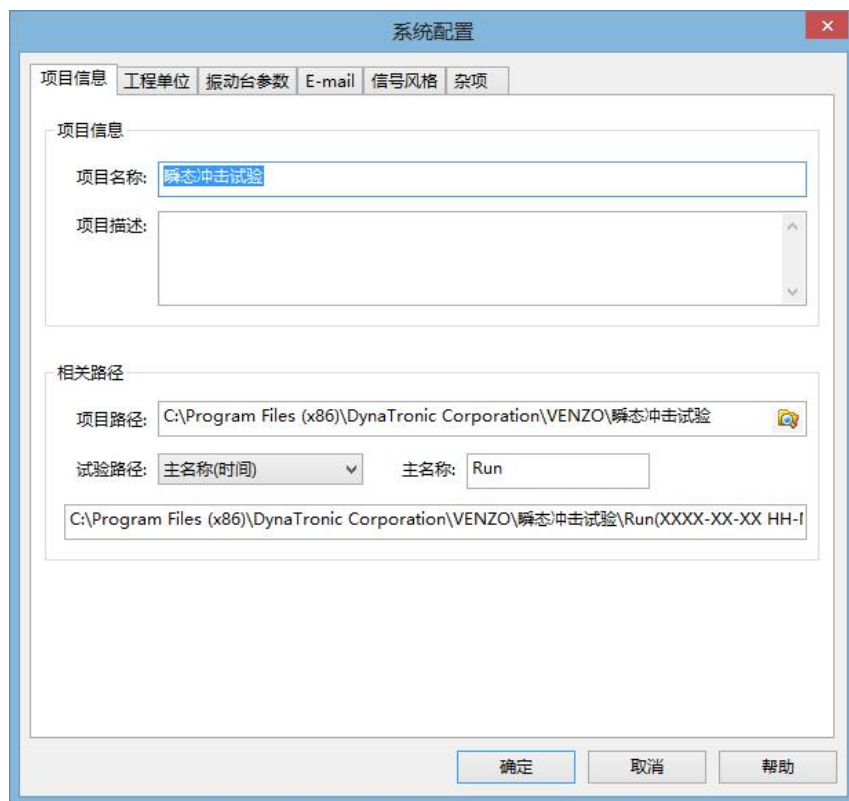 系统配置
项目信息 工程单位 振动台参数 E-mail 信号风格 杂项
项目信息
项目名称: 瞬态冲击试验
项目描述:
相关路径
项目路径: C:\Program Files (x86)\DynaTronic Corporation\VENZO\瞬态冲击试验
试验路径: 主名称(时间) 主名称: Run
C:\Program Files (x86)\DynaTronic Corporation\VENZO\瞬态冲击试验\Run(XXXX-XX-XX HH-
确定 取消 帮助